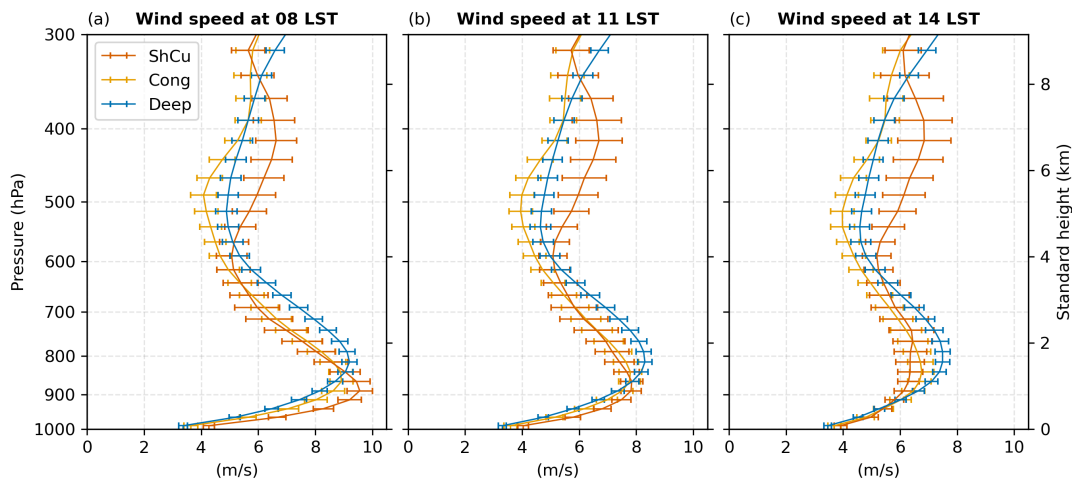 (a) Wind speed at 08 LST
(b) Wind speed at 11 LST
(c) Wind speed at 14 LST
ShCu
Cong
Deep
Pressure (hPa)
300
400
500
600
700
800
900
1000
0 2 4 6 8 10
0 2 4 6 8 10
0 2 4 6 8 10
(m/s)
(m/s)
(m/s)
8
6
4
2
0
Standard height (km)